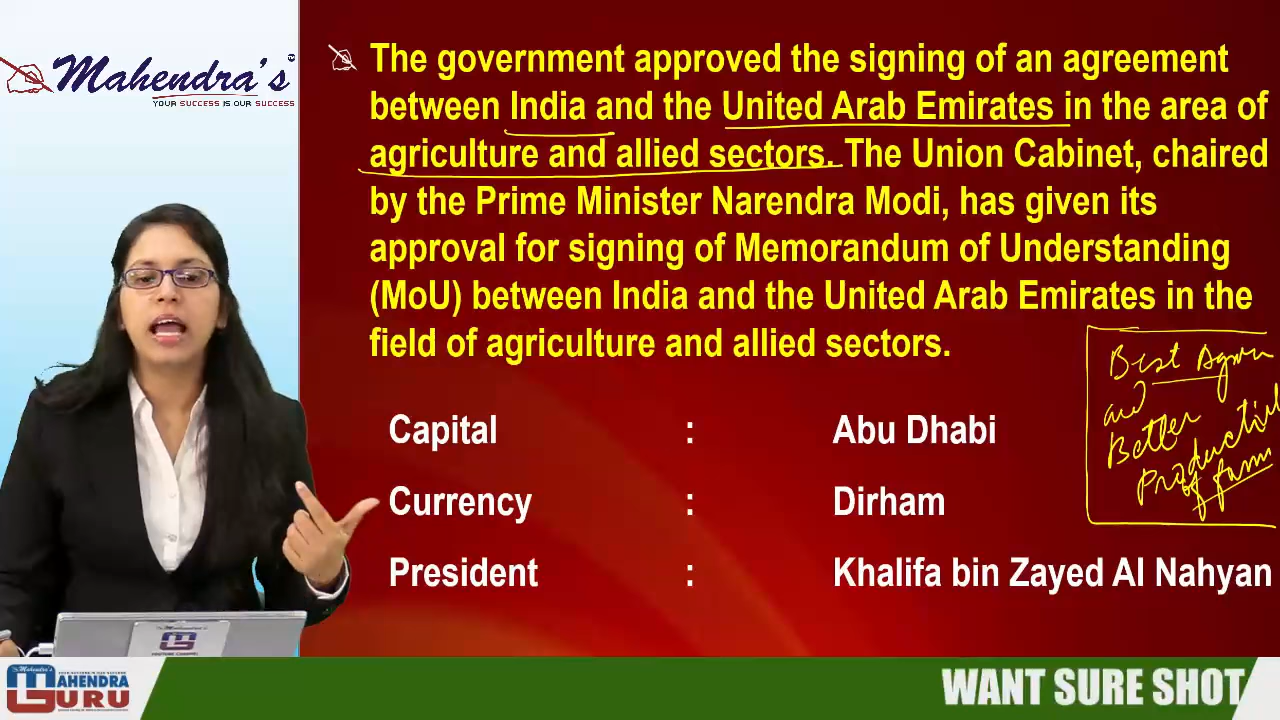 Mahendra's
YOUR SUCCESS IS OUR SUCCESS
The government approved the signing of an agreement
between India and the United Arab Emirates in the area of
agriculture and allied sectors. The Union Cabinet, chaired
by the Prime Minister Narendra Modi, has given its
approval for signing of Memorandum of Understanding
(MoU) between India and the United Arab Emirates in the
field of agriculture and allied sectors.
Capital : Abu Dhabi
Currency : Dirham
President : Khalifa bin Zayed Al Nahyan
Best
and
Better
of farm
MAHENDRA
GURU
WANT SURE SHOT